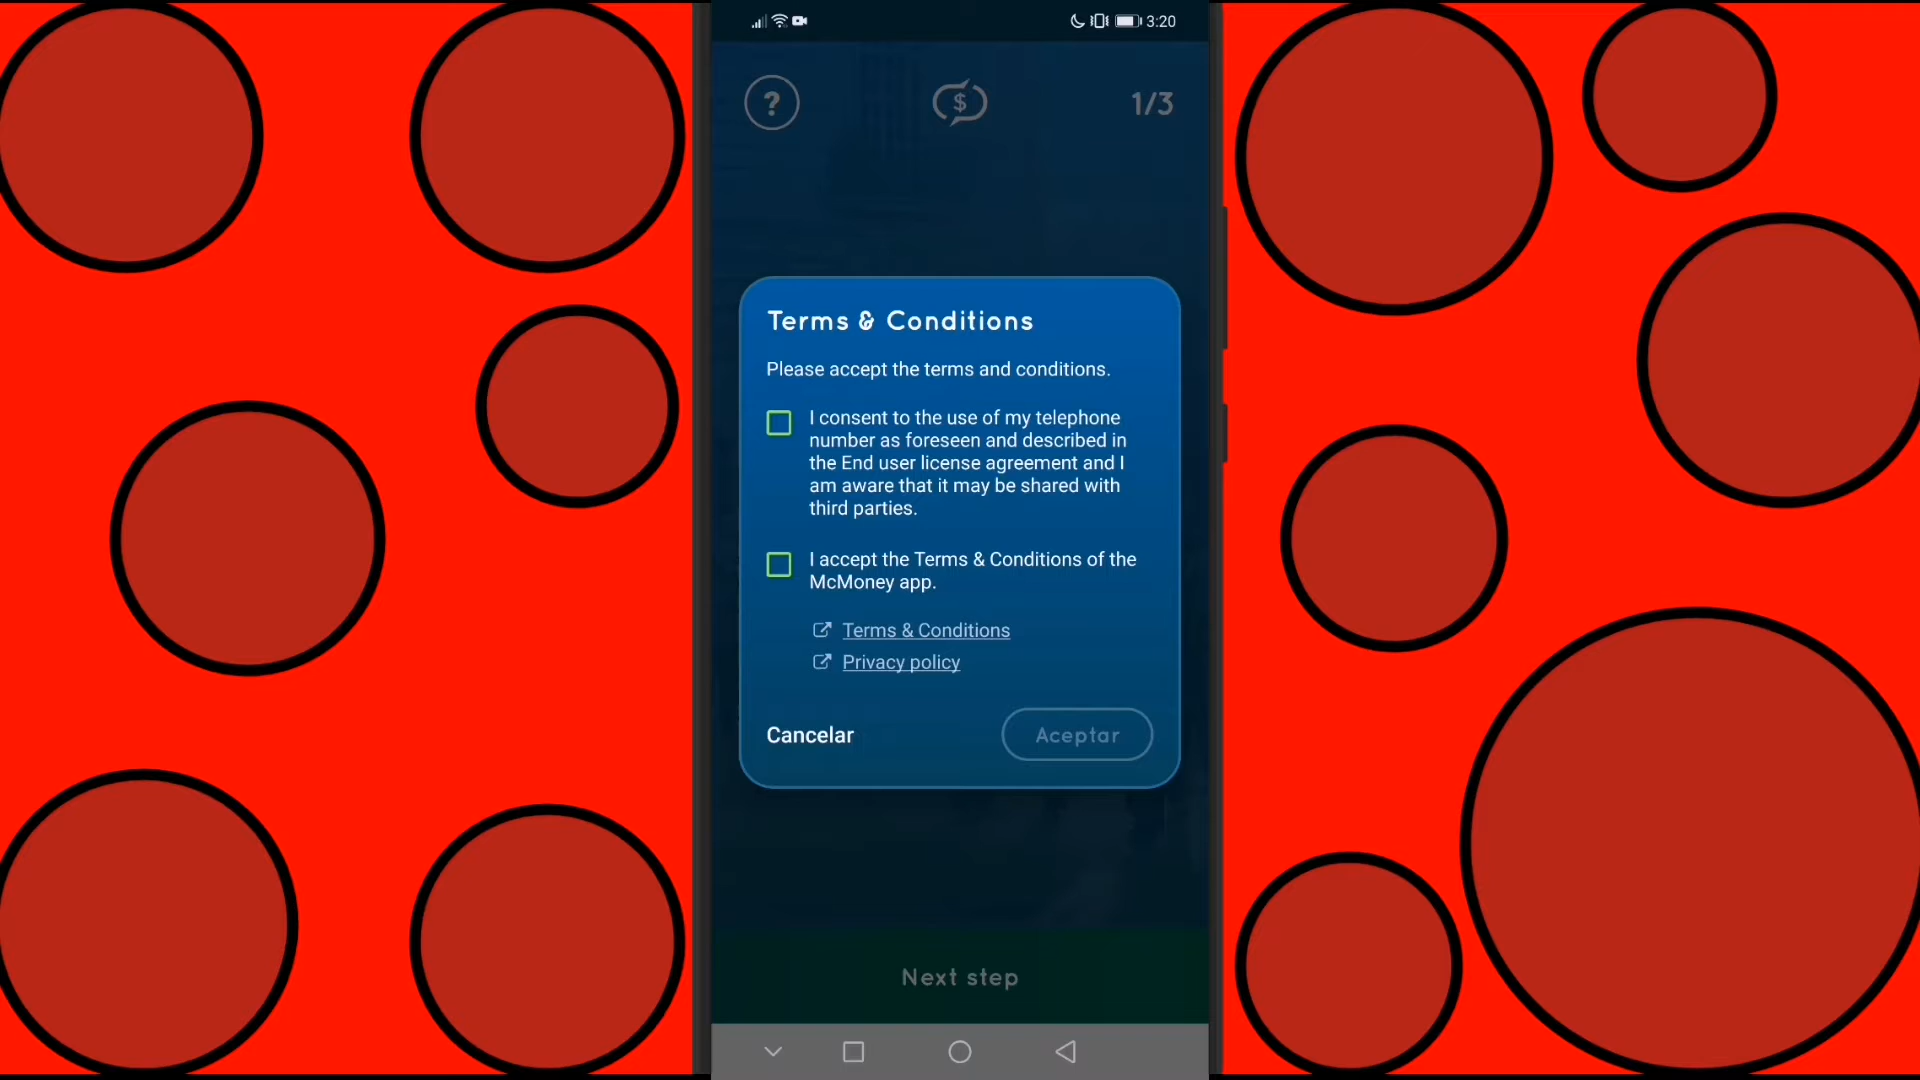 3:20
?
$
1/3
Terms & Conditions
Please accept the terms and conditions.
I consent to the use of my telephone
number as foreseen and described in
the End user license agreement and I
am aware that it may be shared with
third parties.
I accept the Terms & Conditions of the
McMoney app.
Terms & Conditions
Privacy policy
Cancelar
Aceptar
Next step